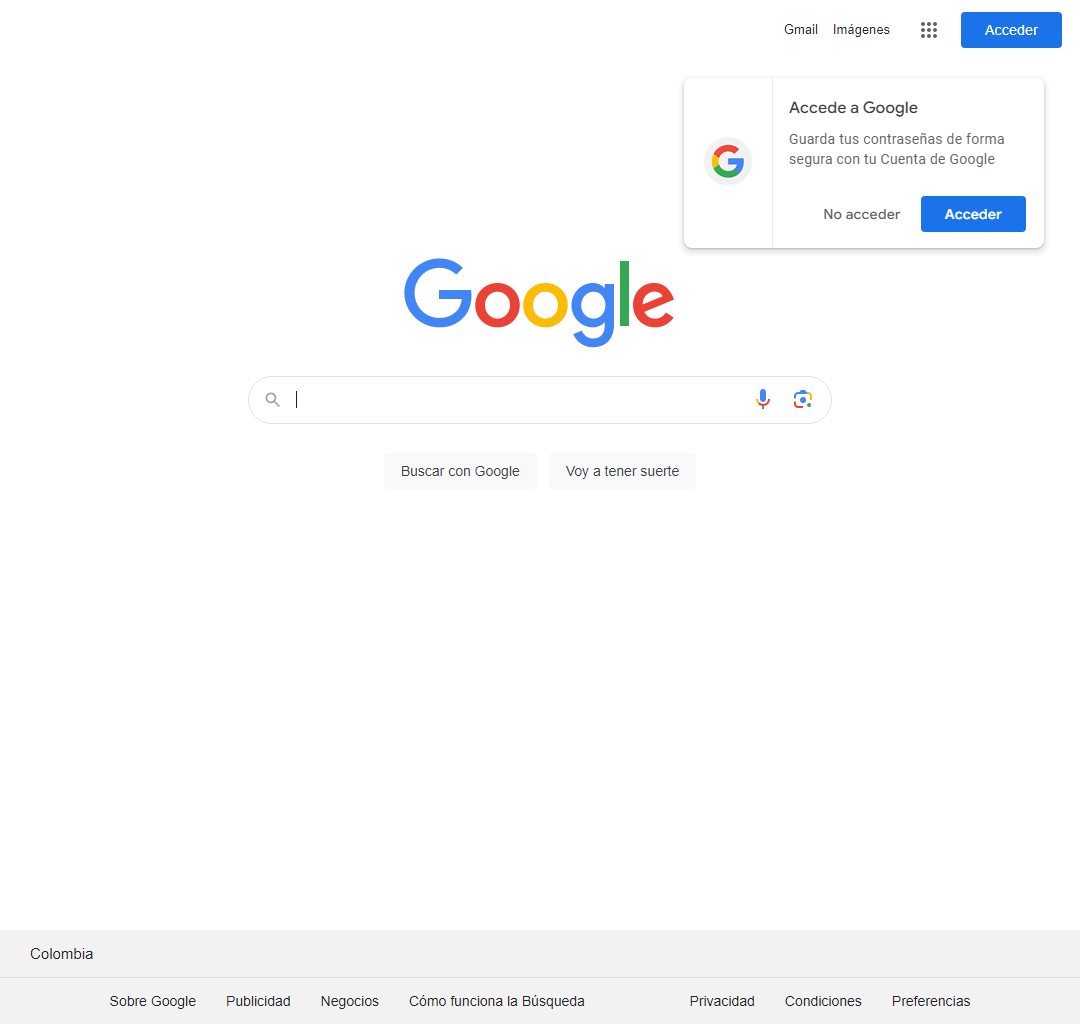 Gmail Imágenes Acceder
Accede a Google
Guarda tus contraseñas de forma
segura con tu Cuenta de Google
No acceder Acceder
Google
Buscar con Google Voy a tener suerte
Colombia
Sobre Google Publicidad Negocios Cómo funciona la Búsqueda Privacidad Condiciones Preferencias